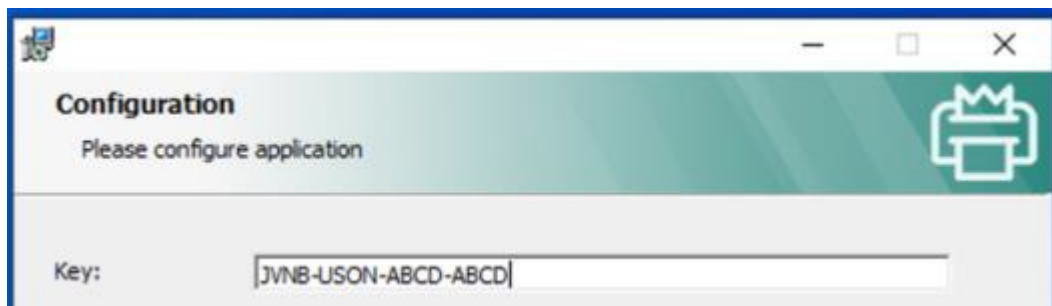 Configuration
Please configure application
Key: JVNB-USON-ABCD-ABCD